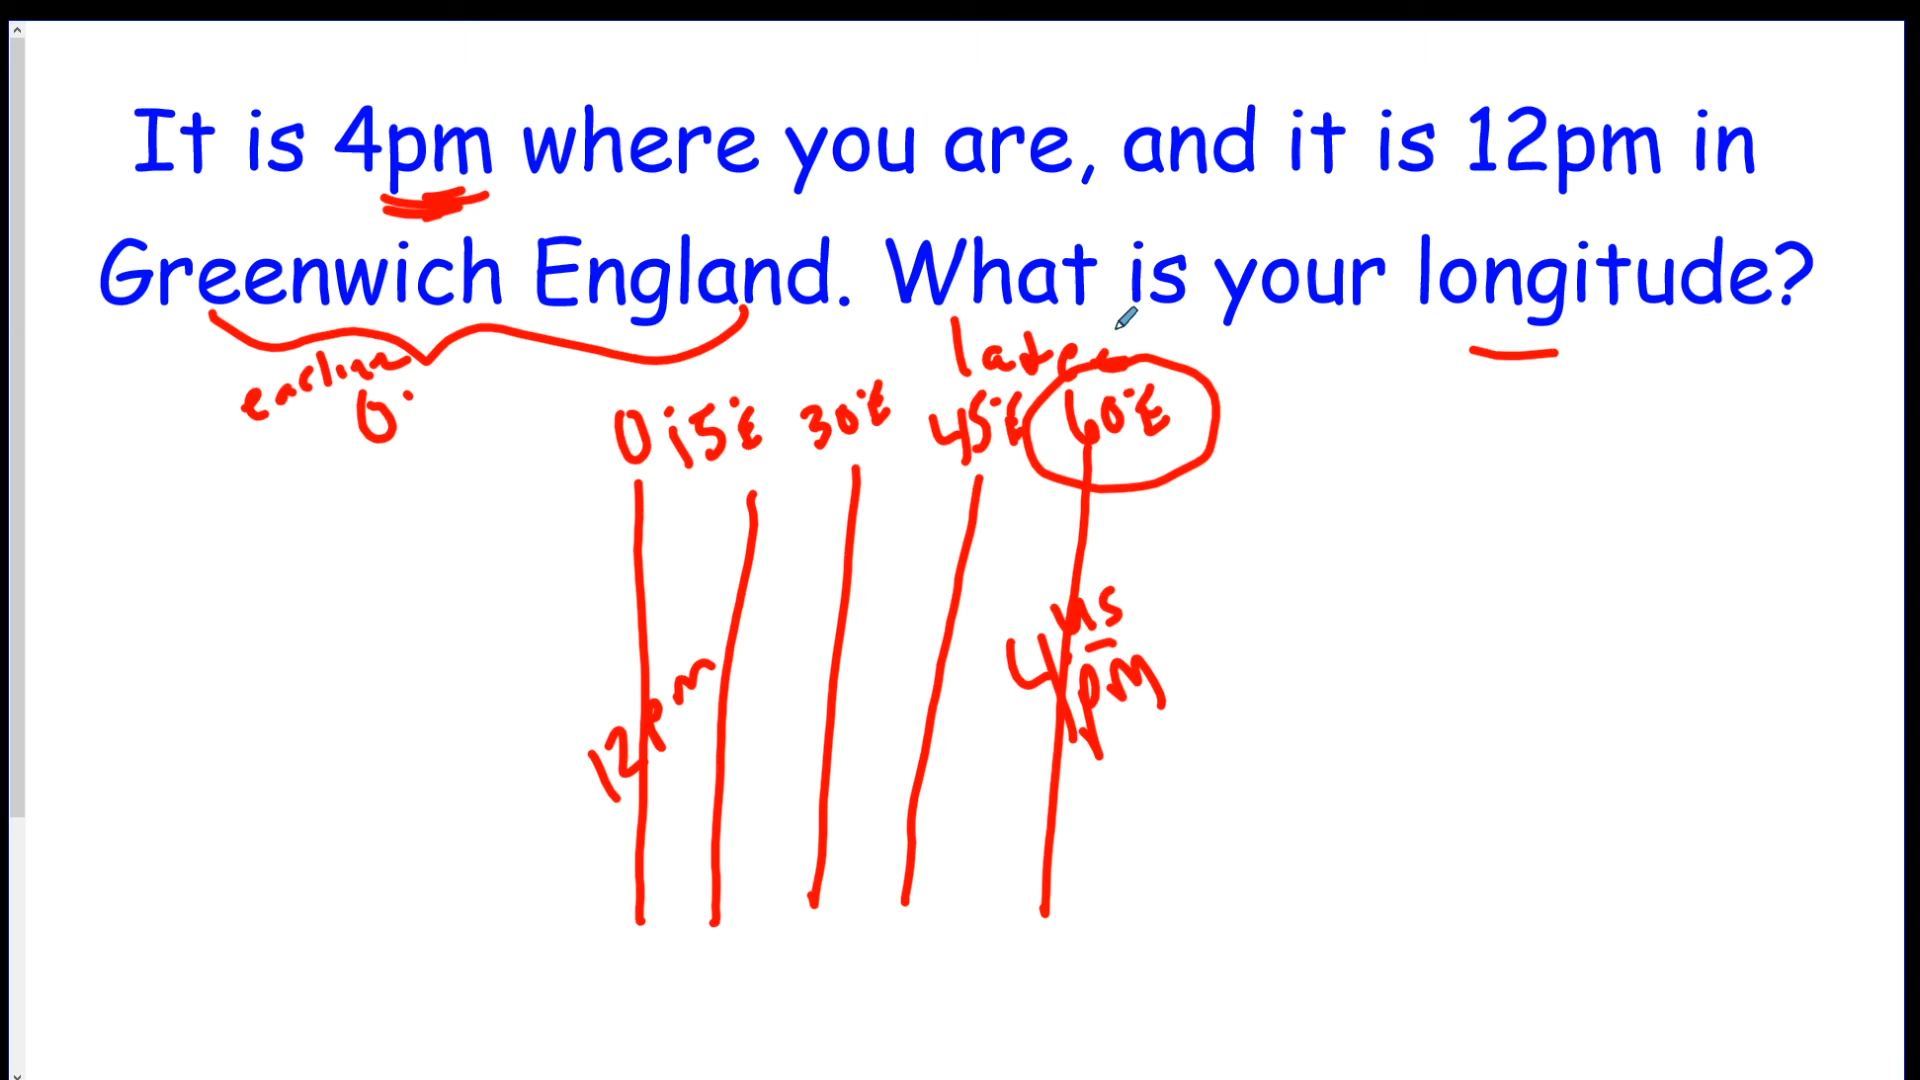 It is 4pm where you are, and it is 12pm in
Greenwich England. What is your longitude?
earlier
later
0°
0 15°E 30°E 45°E 60°E
us
4pm
12pm